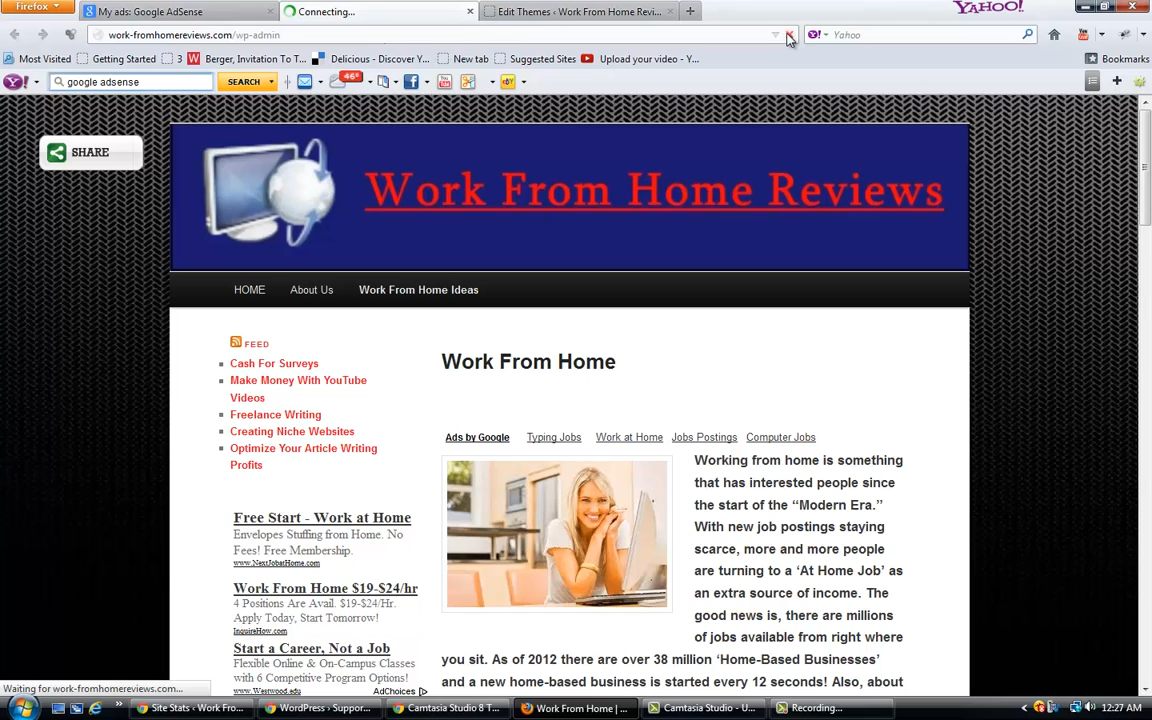 Firefox
My ads: Google AdSense
Connecting...
Edit Themes ‹ Work From Home Revi...
YAHOO!
work-fromhomereviews.com/wp-admin
Yahoo
Most Visited
Getting Started
3
Berger, Invitation To T...
Delicious - Discover Y...
New tab
Suggested Sites
Upload your video - Y...
Bookmarks
google adsense
SEARCH
46°
SHARE
Work From Home Reviews
HOME
About Us
Work From Home Ideas
FEED
Cash For Surveys
Make Money With YouTube
Videos
Freelance Writing
Creating Niche Websites
Optimize Your Article Writing
Profits
Free Start - Work at Home
Envelopes Stuffing from Home. No
Fees! Free Membership.
www.NextJobatHome.com
Work From Home $19-$24/hr
4 Positions Are Avail. $19-$24/Hr.
Apply Today, Start Tomorrow!
InquireHow.com
Start a Career, Not a Job
Flexible Online & On-Campus Classes
with 6 Competitive Program Options!
www.Westwood.edu
AdChoices
Work From Home
Ads by Google
Typing Jobs
Work at Home
Jobs Postings
Computer Jobs
Working from home is something
that has interested people since
the start of the “Modern Era.”
With new job postings staying
scarce, more and more people
are turning to a ‘At Home Job’ as
an extra source of income. The
good news is, there are millions
of jobs available from right where
you sit. As of 2012 there are over 38 million ‘Home-Based Businesses’
and a new home-based business is started every 12 seconds! Also, about
Waiting for work-fromhomereviews.com...
Site Stats ‹ Work Fro...
WordPress › Suppor...
Camtasia Studio 8 T...
Work From Home | ...
Camtasia Studio - U...
Recording...
12:27 AM